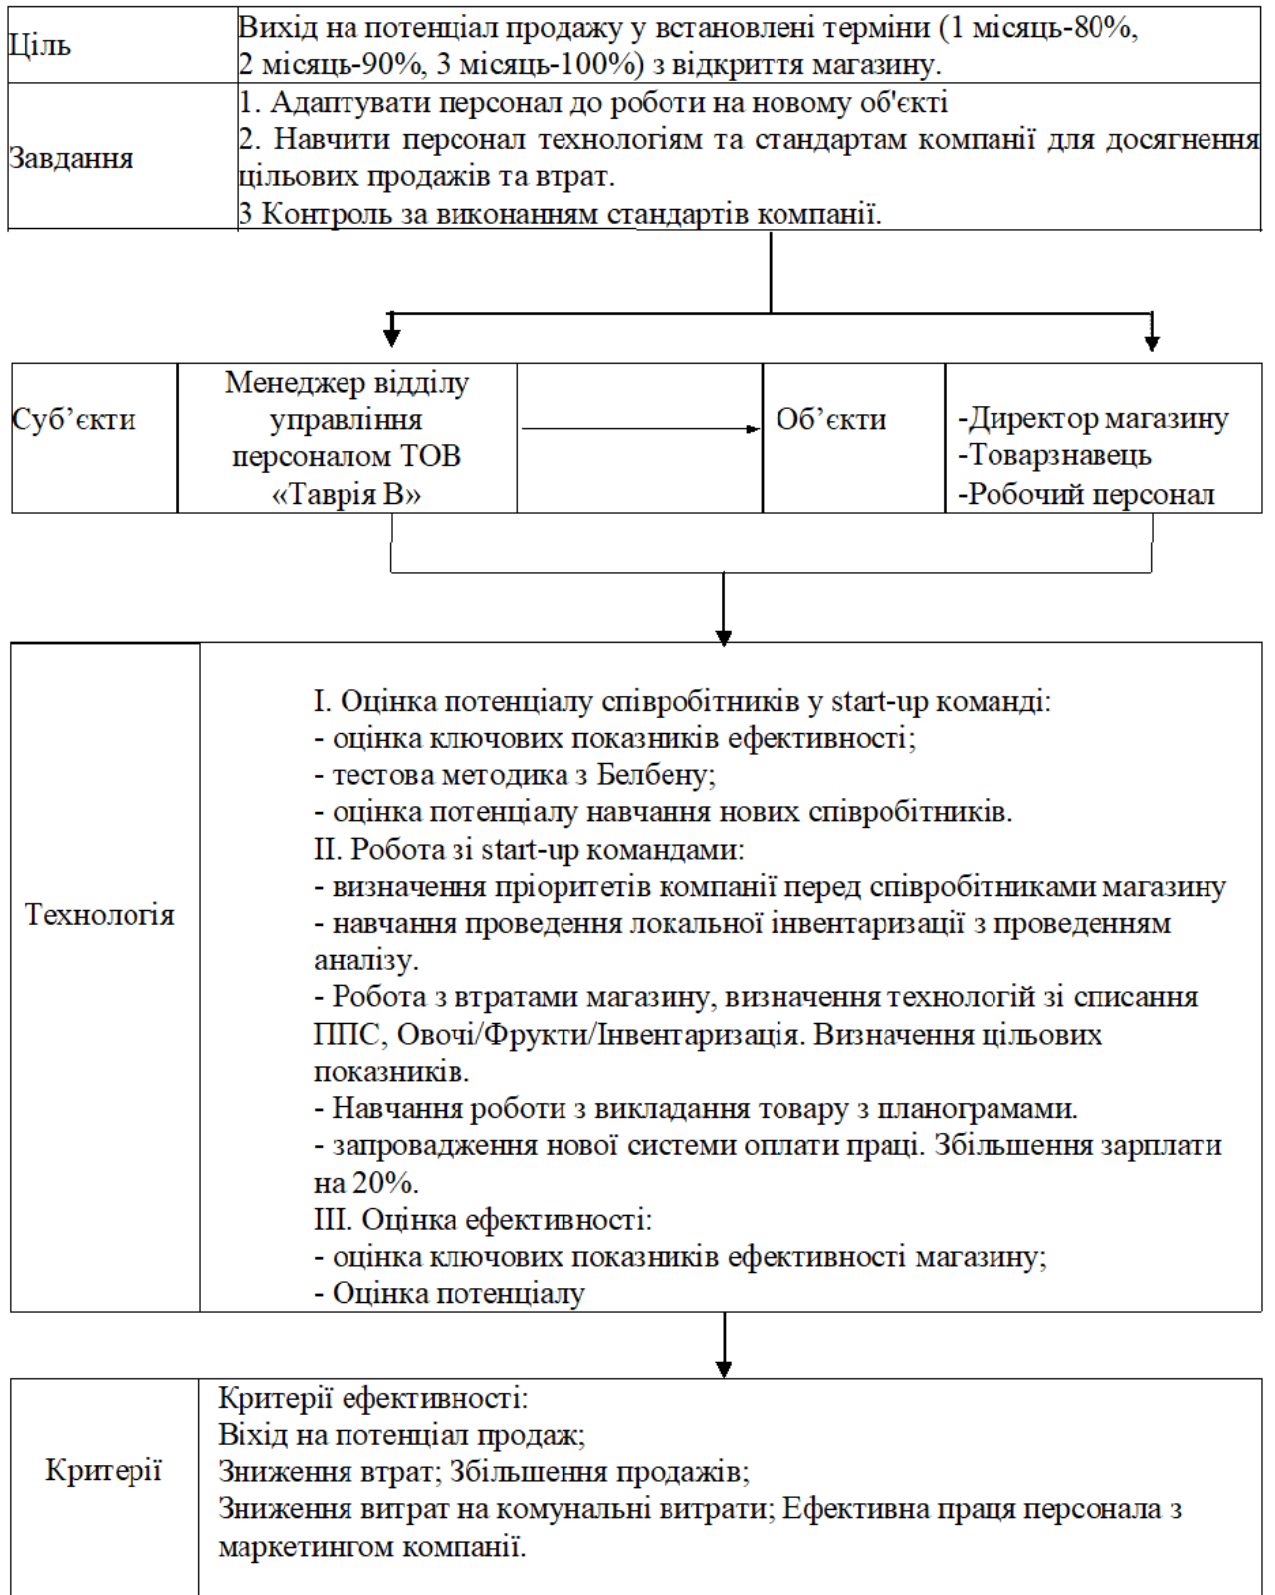 Ціль
Вихід на потенціал продажу у встановлені терміни (1 місяць-80%,
2 місяць-90%, 3 місяць-100%) з відкриття магазину.
Завдання
1. Адаптувати персонал до роботи на новому об'єкті
2. Навчити персонал технологіям та стандартам компанії для досягнення
цільових продажів та втрат.
3 Контроль за виконанням стандартів компанії.
Суб’єкти
Менеджер відділу
управління
персоналом ТОВ
«Таврія В»
Об’єкти
-Директор магазину
-Товарзнавець
-Робочий персонал
Технологія
І. Оцінка потенціалу співробітників у start-up команді:
- оцінка ключових показників ефективності;
- тестова методика з Белбену;
- оцінка потенціалу навчання нових співробітників.
ІІ. Робота зі start-up командами:
- визначення пріоритетів компанії перед співробітниками магазину
- навчання проведення локальної інвентаризації з проведенням
аналізу.
- Робота з втратами магазину, визначення технологій зі списання
ППС, Овочі/Фрукти/Інвентаризація. Визначення цільових
показників.
- Навчання роботи з викладання товару з планограмами.
- запровадження нової системи оплати праці. Збільшення зарплати
на 20%.
ІІІ. Оцінка ефективності:
- оцінка ключових показників ефективності магазину;
- Оцінка потенціалу
Критерії
Критерії ефективності:
Віхід на потенціал продаж;
Зниження втрат; Збільшення продажів;
Зниження витрат на комунальні витрати; Ефективна праця персонала з
маркетингом компанії.